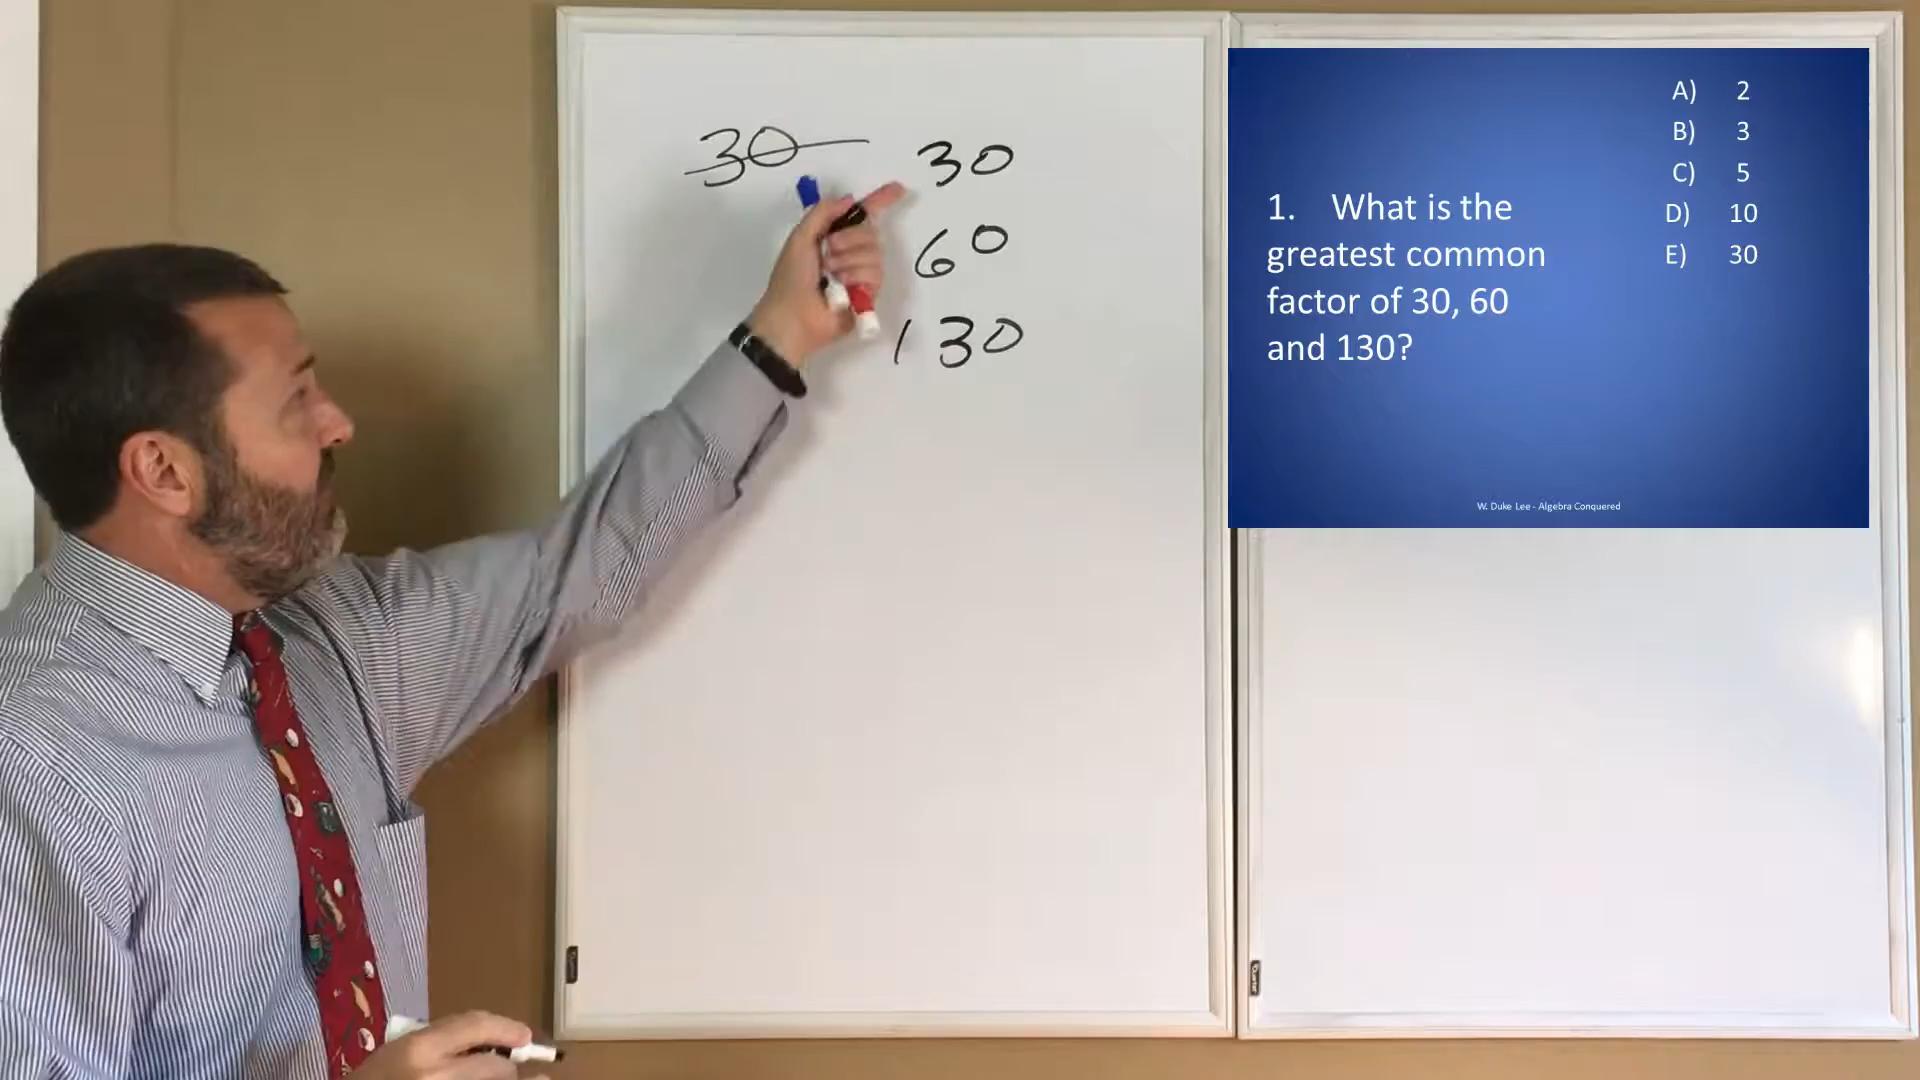 30
30
60
130
A) 2
B) 3
C) 5
D) 10
E) 30
1. What is the
greatest common
factor of 30, 60
and 130?
W. Duke Lee - Algebra Conquered